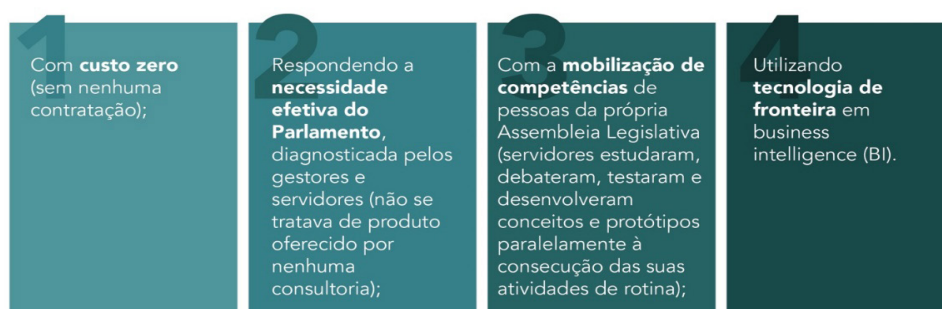 1
Com custo zero
(sem nenhuma
contratação);
2
Respondendo a
necessidade
efetiva do
Parlamento,
diagnosticada pelos
gestores e
servidores (não se
tratava de produto
oferecido por
nenhuma
consultoria);
3
Com a mobilização de
competências de
pessoas da própria
Assembleia Legislativa
(servidores estudaram,
debateram, testaram e
desenvolveram
conceitos e protótipos
paralelamente à
consecução das suas
atividades de rotina);
4
Utilizando
tecnologia de
fronteira em
business
intelligence (BI).